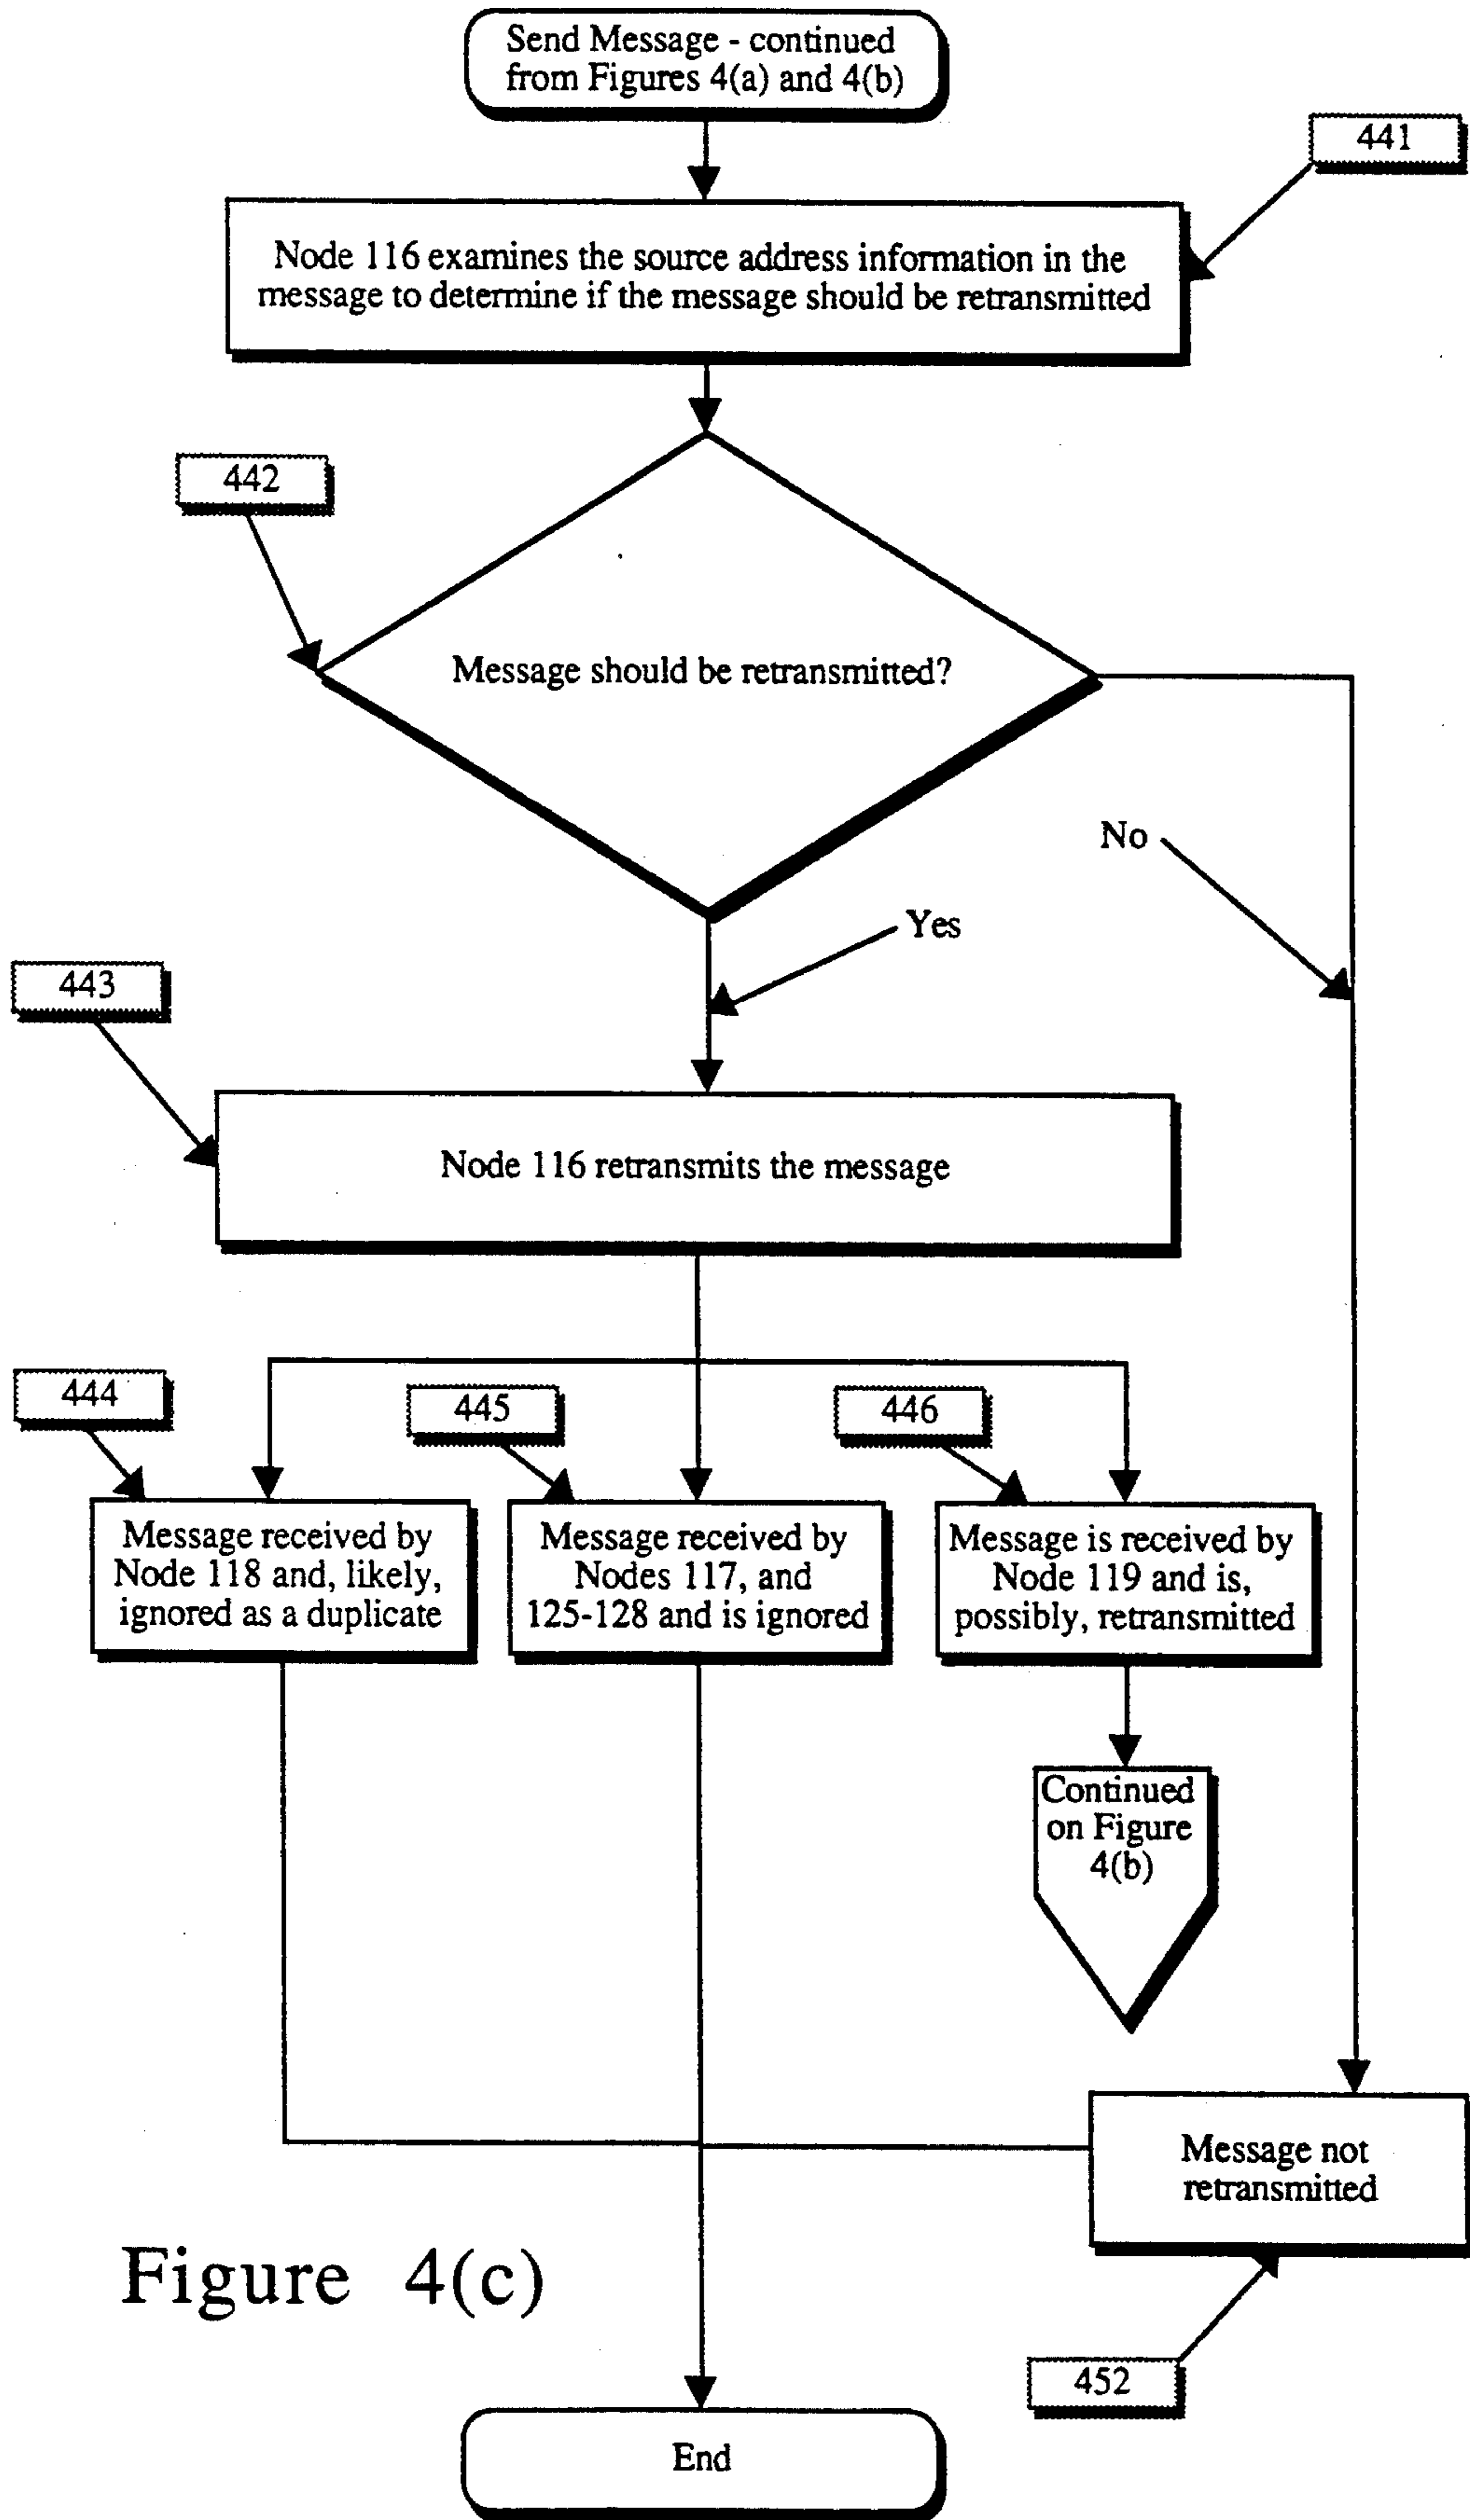 Send Message - continued
from Figures 4(a) and 4(b)
441
Node 116 examines the source address information in the
message to determine if the message should be retransmitted
442
Message should be retransmitted?
No
Yes
443
Node 116 retransmits the message
444
445
446
Message received by
Node 118 and, likely,
ignored as a duplicate
Message received by
Nodes 117, and
125-128 and is ignored
Message is received by
Node 119 and is,
possibly, retransmitted
Continued
on Figure
4(b)
Message not
retransmitted
Figure 4(c)
452
End